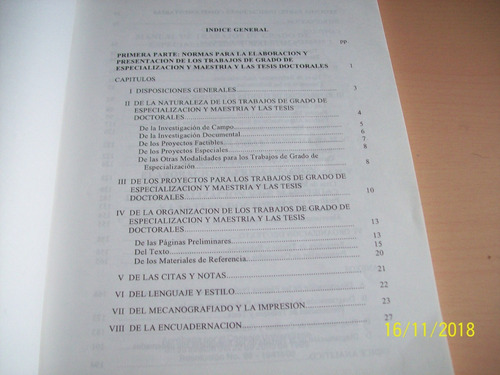 INDICE GENERAL
pp.
PRIMERA PARTE: NORMAS PARA LA ELABORACION Y
PRESENTACION DE LOS TRABAJOS DE GRADO DE
ESPECIALIZACION Y MAESTRIA Y LAS TESIS DOCTORALES 1
CAPITULOS
I DISPOSICIONES GENERALES 3
II DE LA NATURALEZA DE LOS TRABAJOS DE GRADO DE
ESPECIALIZACION Y MAESTRIA Y LAS TESIS
DOCTORALES 4
De la Investigación de Campo 5
De la Investigación Documental 6
De los Proyectos Factibles 7
De los Proyectos Especiales 8
De las Otras Modalidades para los Trabajos de Grado de
Especialización 8
III DE LOS PROYECTOS PARA LOS TRABAJOS DE GRADO DE
ESPECIALIZACION Y MAESTRIA Y LAS TESIS
DOCTORALES 10
IV DE LA ORGANIZACION DE LOS TRABAJOS DE GRADO DE
ESPECIALIZACION Y MAESTRIA Y LAS TESIS
DOCTORALES 13
De las Páginas Preliminares 13
Del Texto 15
De los Materiales de Referencia 20
V DE LAS CITAS Y NOTAS 21
VI DEL LENGUAJE Y ESTILO 22
VII DEL MECANOGRAFIADO Y LA IMPRESION 23
VIII DE LA ENCUADERNACION 27
16/11/2018